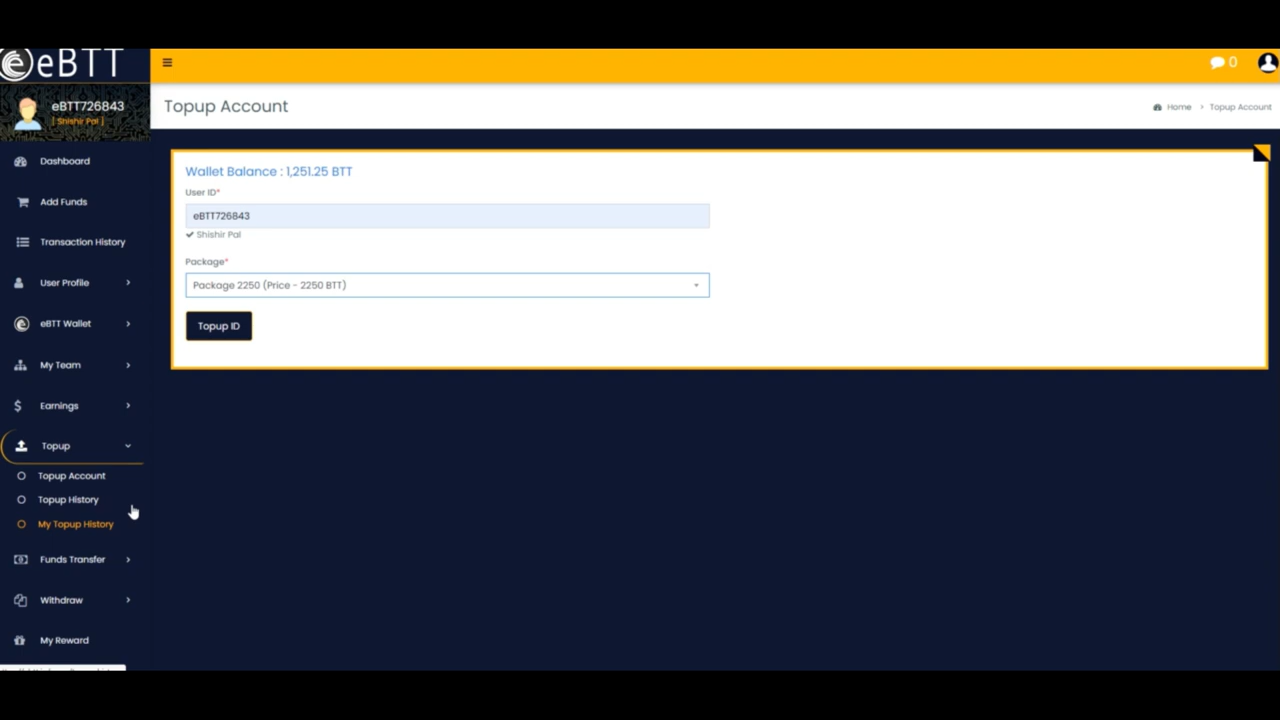 eBTT
0
eBTT726843
[ Shishir Pal ]
Topup Account
Home > Topup Account
Dashboard
Add Funds
Transaction History
User Profile
eBTT Wallet
My Team
Earnings
Topup
Topup Account
Topup History
My Topup History
Funds Transfer
Withdraw
My Reward
Wallet Balance : 1,251.25 BTT
User ID*
eBTT726843
Shishir Pal
Package*
Package 2250 (Price - 2250 BTT)
Topup ID